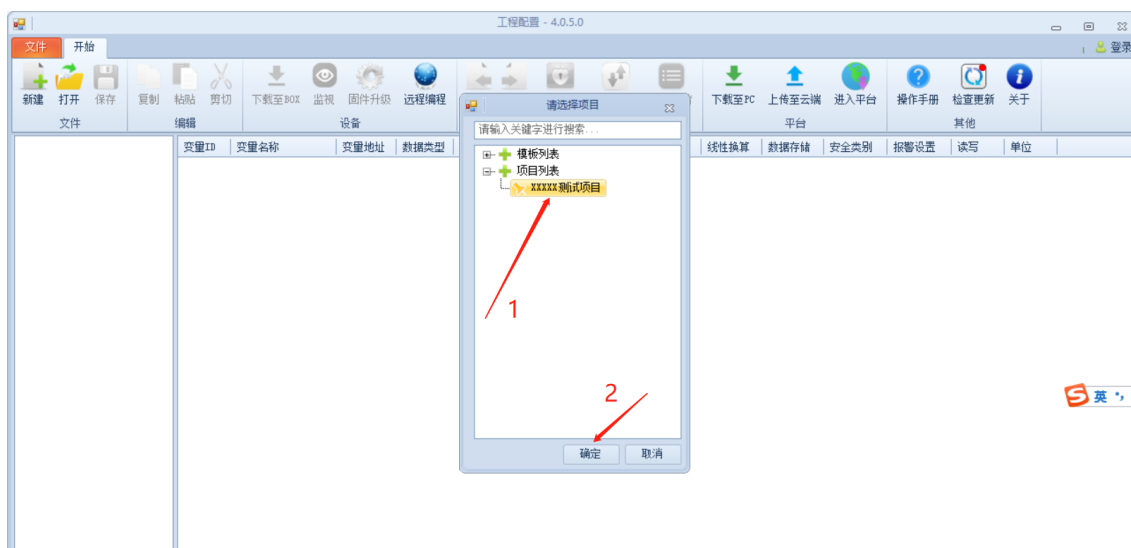 工程配置 - 4.0.5.0
文件 开始 登录
新建 打开 保存 复制 粘贴 剪切 下载至BOX 监视 固件升级 远程编程 下载至PC 上传至云端 进入平台 操作手册 检查更新 关于
文件 编辑 设备 平台 其他
变量ID 变量名称 变量地址 数据类型 线性换算 数据存储 安全类别 报警设置 读写 单位
请选择项目
请输入关键字进行搜索...
模板列表
项目列表
XXXXX测试项目
1
2
确定 取消
英